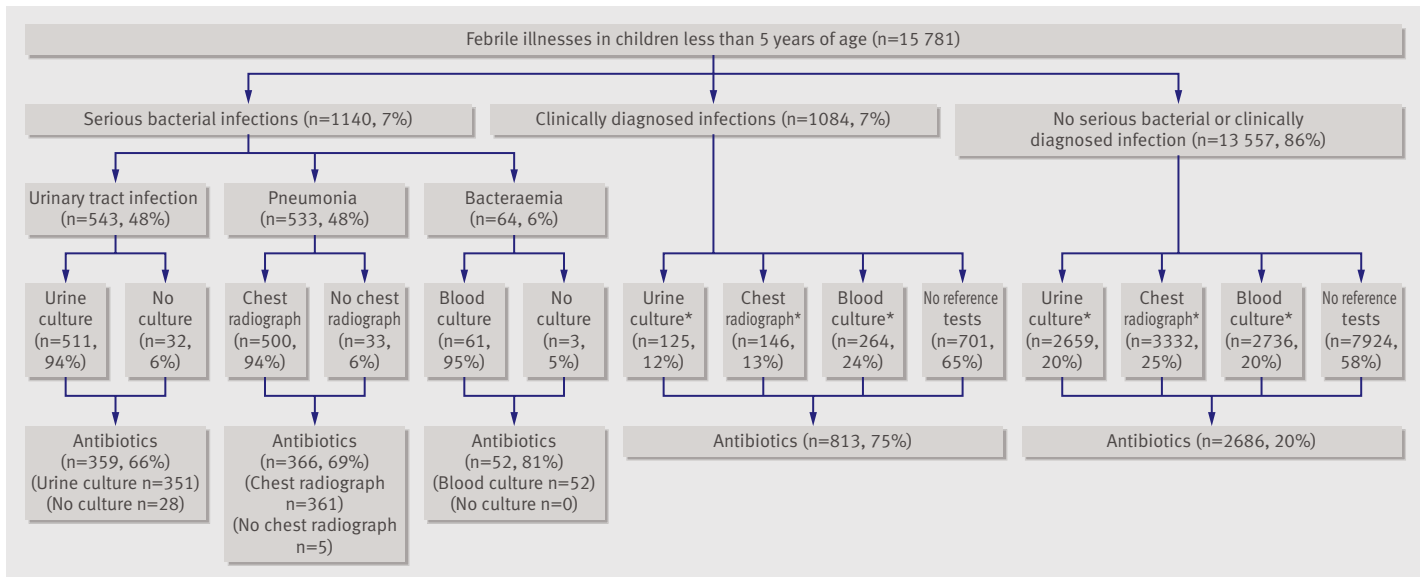 Febrile illnesses in children less than 5 years of age (n=15 781)
Serious bacterial infections (n=1140, 7%)
Clinically diagnosed infections (n=1084, 7%)
No serious bacterial or clinically
diagnosed infection (n=13 557, 86%)
Urinary tract infection
(n=543, 48%)
Pneumonia
(n=533, 48%)
Bacteraemia
(n=64, 6%)
Urine
culture
(n=511,
94%)
No
culture
(n=32,
6%)
Chest
radiograph
(n=500,
94%)
No chest
radiograph
(n=33,
6%)
Blood
culture
(n=61,
95%)
No
culture
(n=3,
5%)
Urine
culture*
(n=125,
12%)
Chest
radiograph*
(n=146,
13%)
Blood
culture*
(n=264,
24%)
No reference
tests
(n=701,
65%)
Urine
culture*
(n=2659,
20%)
Chest
radiograph*
(n=3332,
25%)
Blood
culture*
(n=2736,
20%)
No reference
tests
(n=7924,
58%)
Antibiotics
(n=359, 66%)
(Urine culture n=351)
(No culture n=28)
Antibiotics
(n=366, 69%)
(Chest radiograph
n=361)
(No chest radiograph
n=5)
Antibiotics
(n=52, 81%)
(Blood culture n=52)
(No culture n=0)
Antibiotics (n=813, 75%)
Antibiotics (n=2686, 20%)